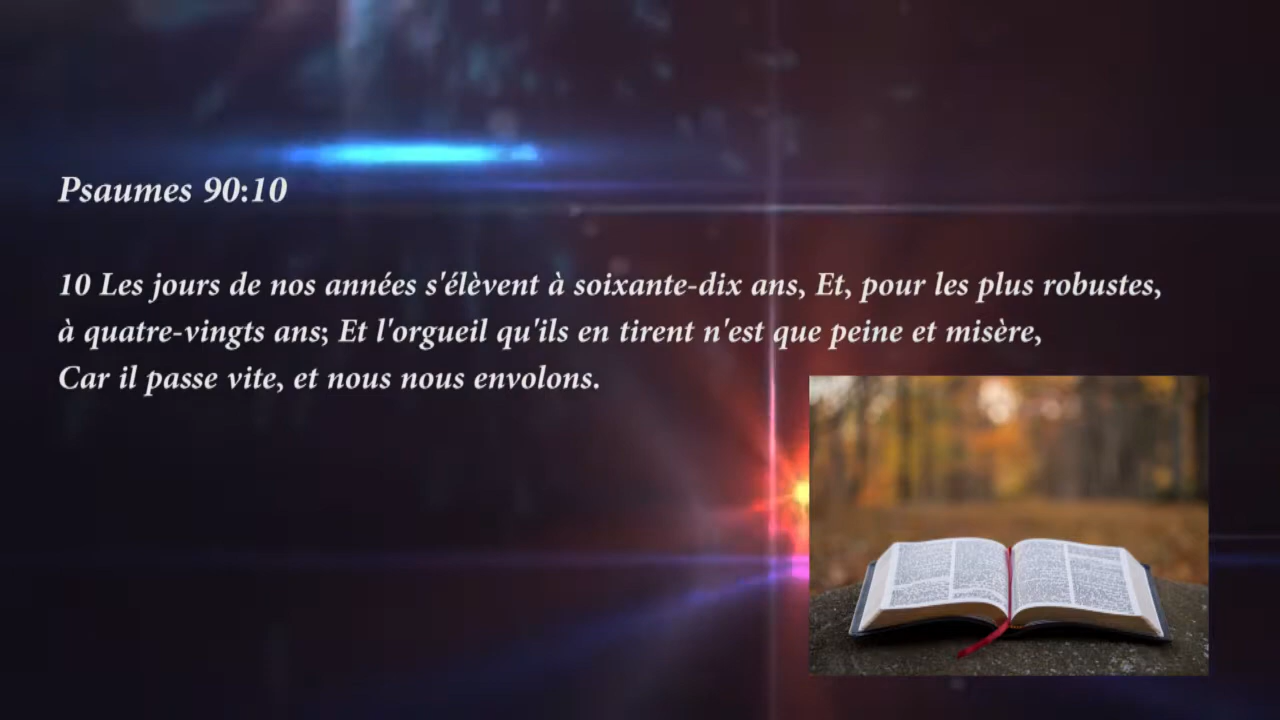 Psaumes 90:10
10 Les jours de nos années s'élèvent à soixante-dix ans, Et, pour les plus robustes,
à quatre-vingts ans; Et l'orgueil qu'ils en tirent n'est que peine et misère,
Car il passe vite, et nous nous envolons.